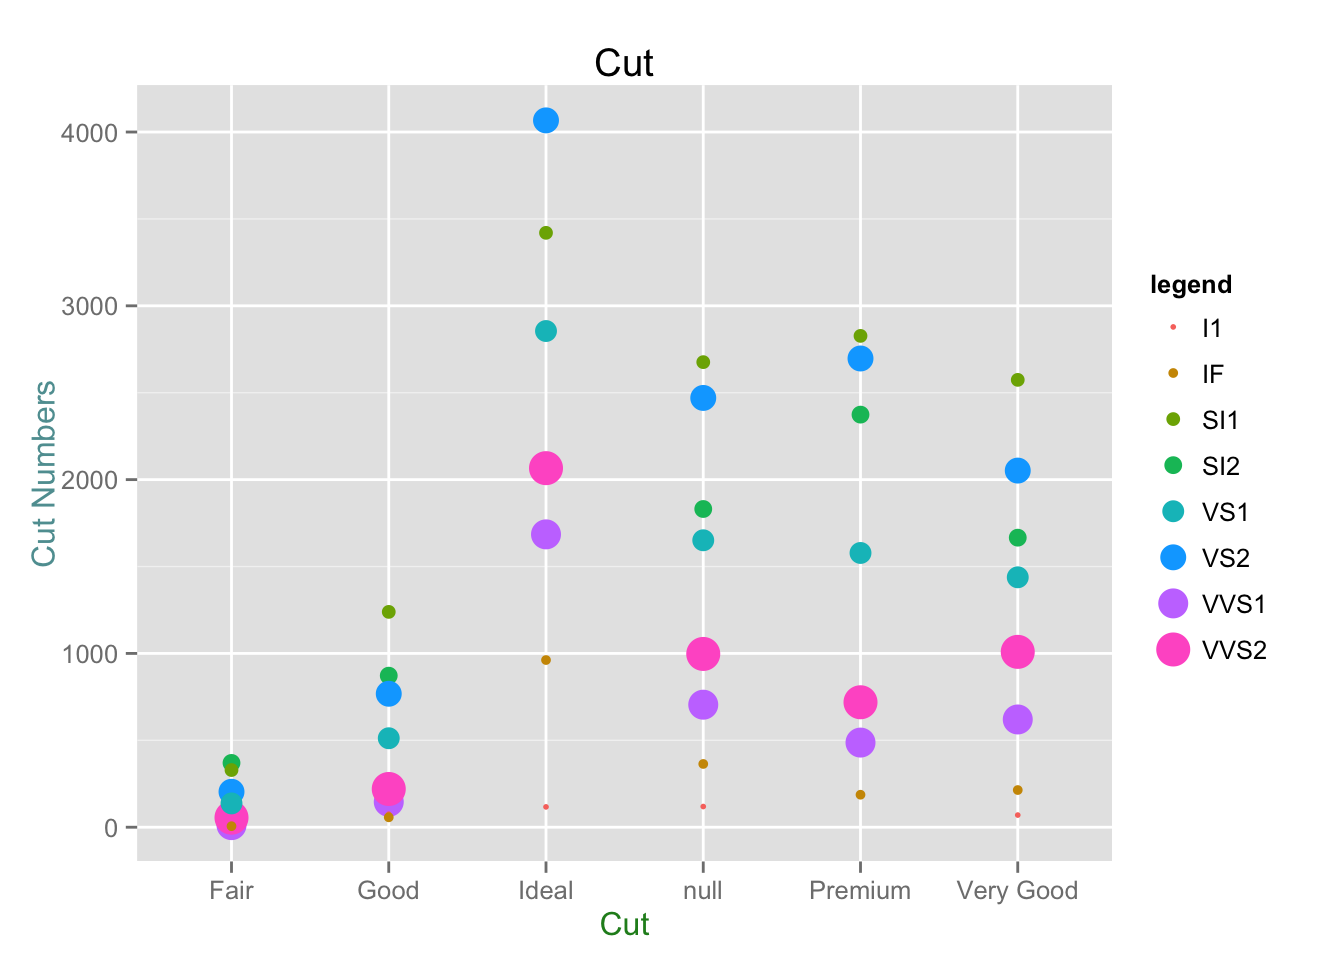 Cut
4000
3000
2000
1000
0
Cut Numbers
Fair Good Ideal null Premium Very Good
Cut
legend
I1
IF
SI1
SI2
VS1
VS2
VVS1
VVS2